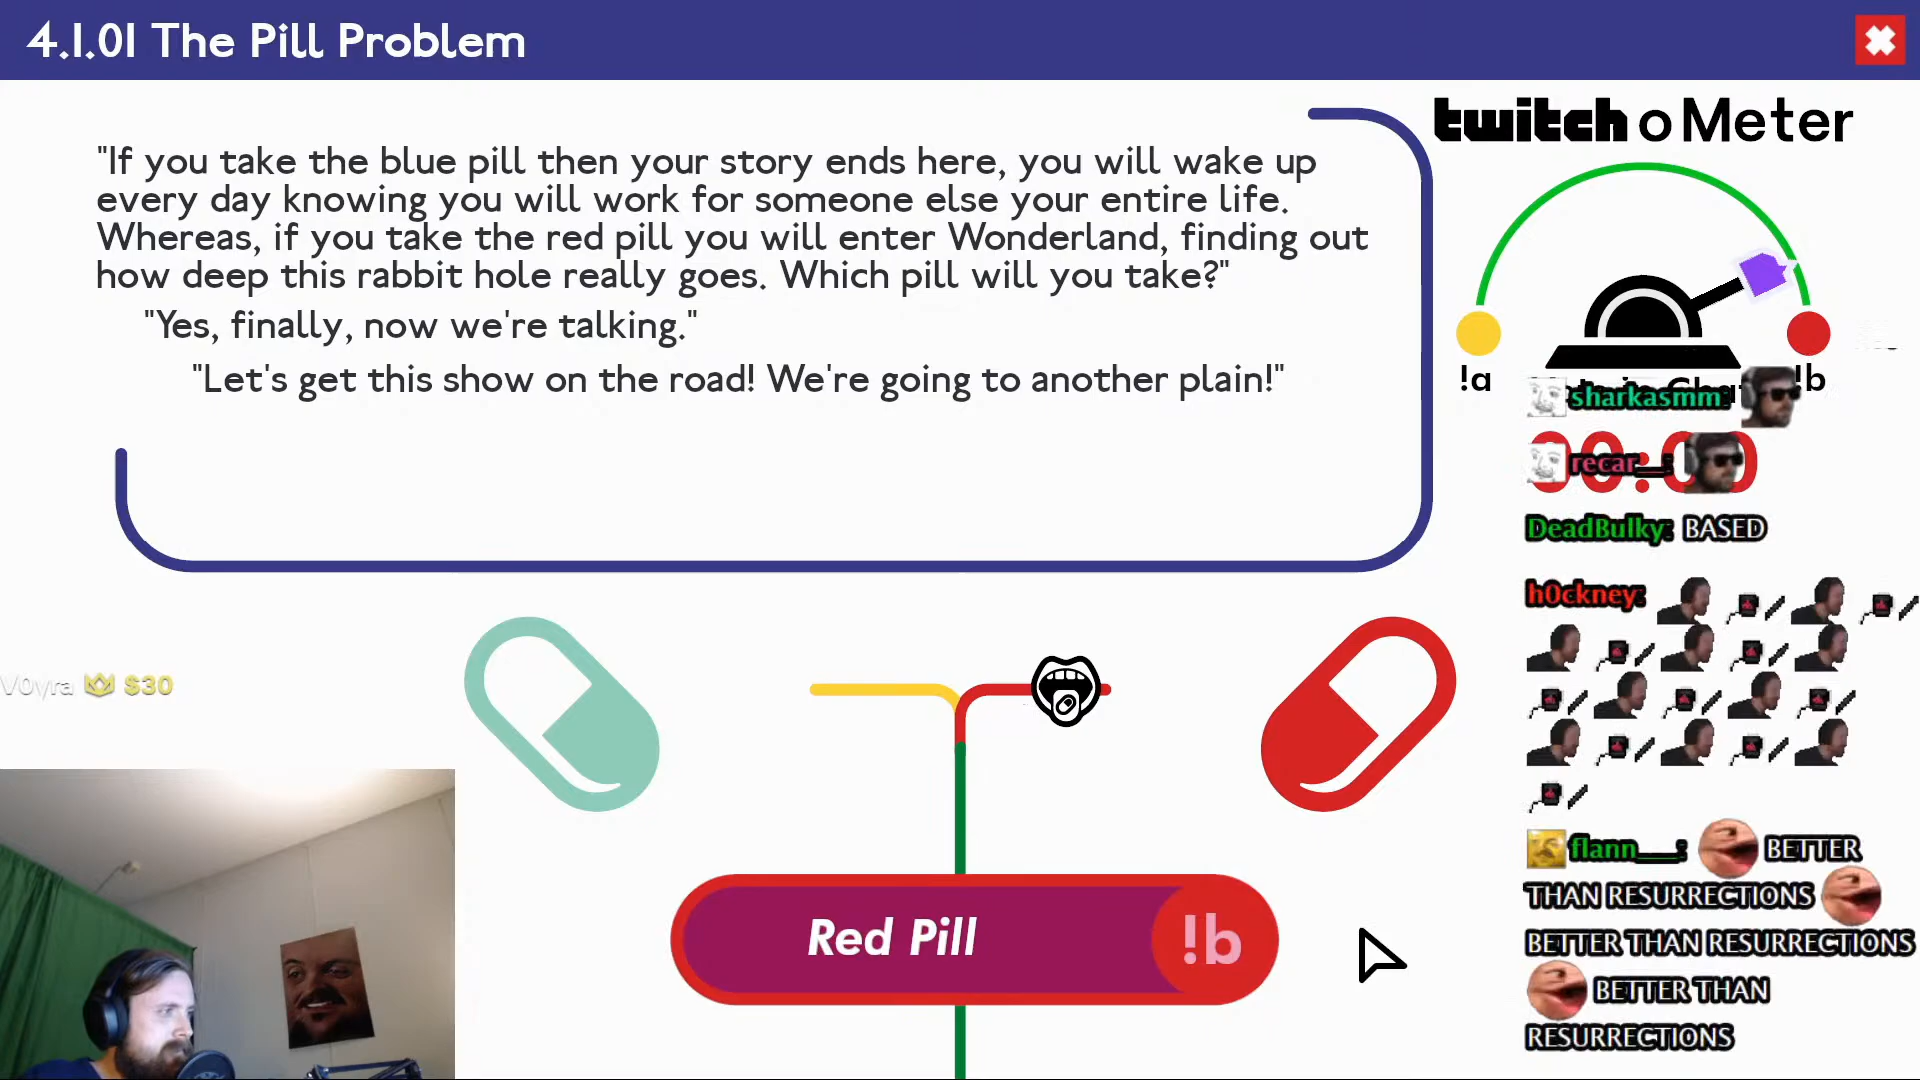 4.1.01 The Pill Problem
"If you take the blue pill then your story ends here, you will wake up
every day knowing you will work for someone else your entire life.
Whereas, if you take the red pill you will enter Wonderland, finding out
how deep this rabbit hole really goes. Which pill will you take?"
"Yes, finally, now we're talking."
"Let's get this show on the road! We're going to another plain!"
twitch o Meter
!a
!b
sharkasmm:
00:00
recar__:
DeadBulky: BASED
h0ckney:
flann___: BETTER
THAN RESURRECTIONS
BETTER THAN RESURRECTIONS
BETTER THAN
RESURRECTIONS
V0yra $30
Red Pill !b